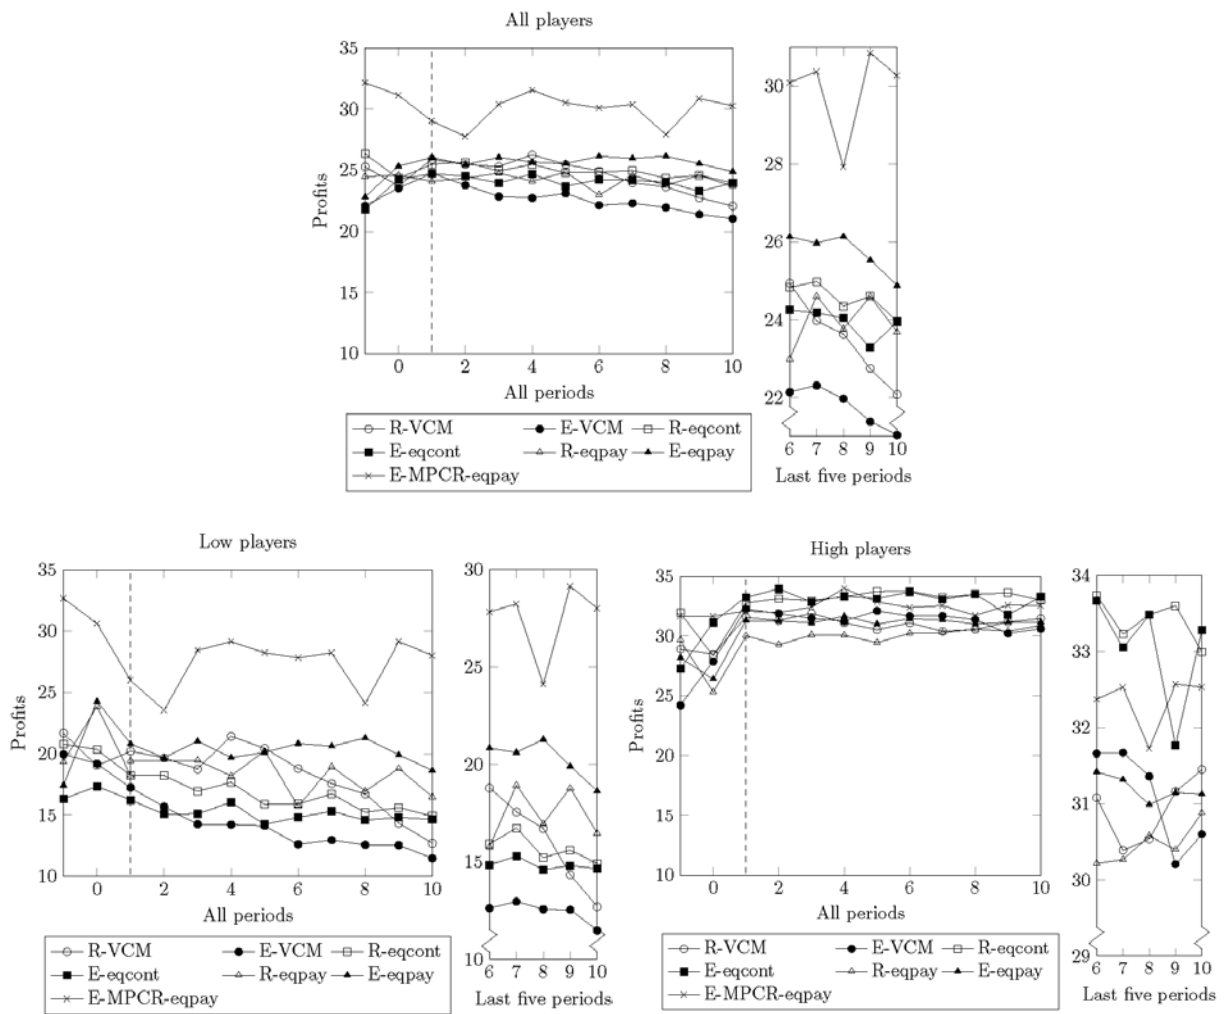 All players
35
30
25
20
15
10
Profits
0 2 4 6 8 10
All periods
R-VCM E-VCM R-eqcont
E-eqcont R-eqpay E-eqpay
E-MPCR-eqpay
30
28
26
24
22
6 7 8 9 10
Last five periods
Low players
35
30
25
20
15
10
Profits
0 2 4 6 8 10
All periods
R-VCM E-VCM R-eqcont
E-eqcont R-eqpay E-eqpay
E-MPCR-eqpay
30
25
20
15
10
6 7 8 9 10
Last five periods
High players
35
30
25
20
15
10
Profits
0 2 4 6 8 10
All periods
R-VCM E-VCM R-eqcont
E-eqcont R-eqpay E-eqpay
E-MPCR-eqpay
34
33
32
31
30
29
6 7 8 9 10
Last five periods